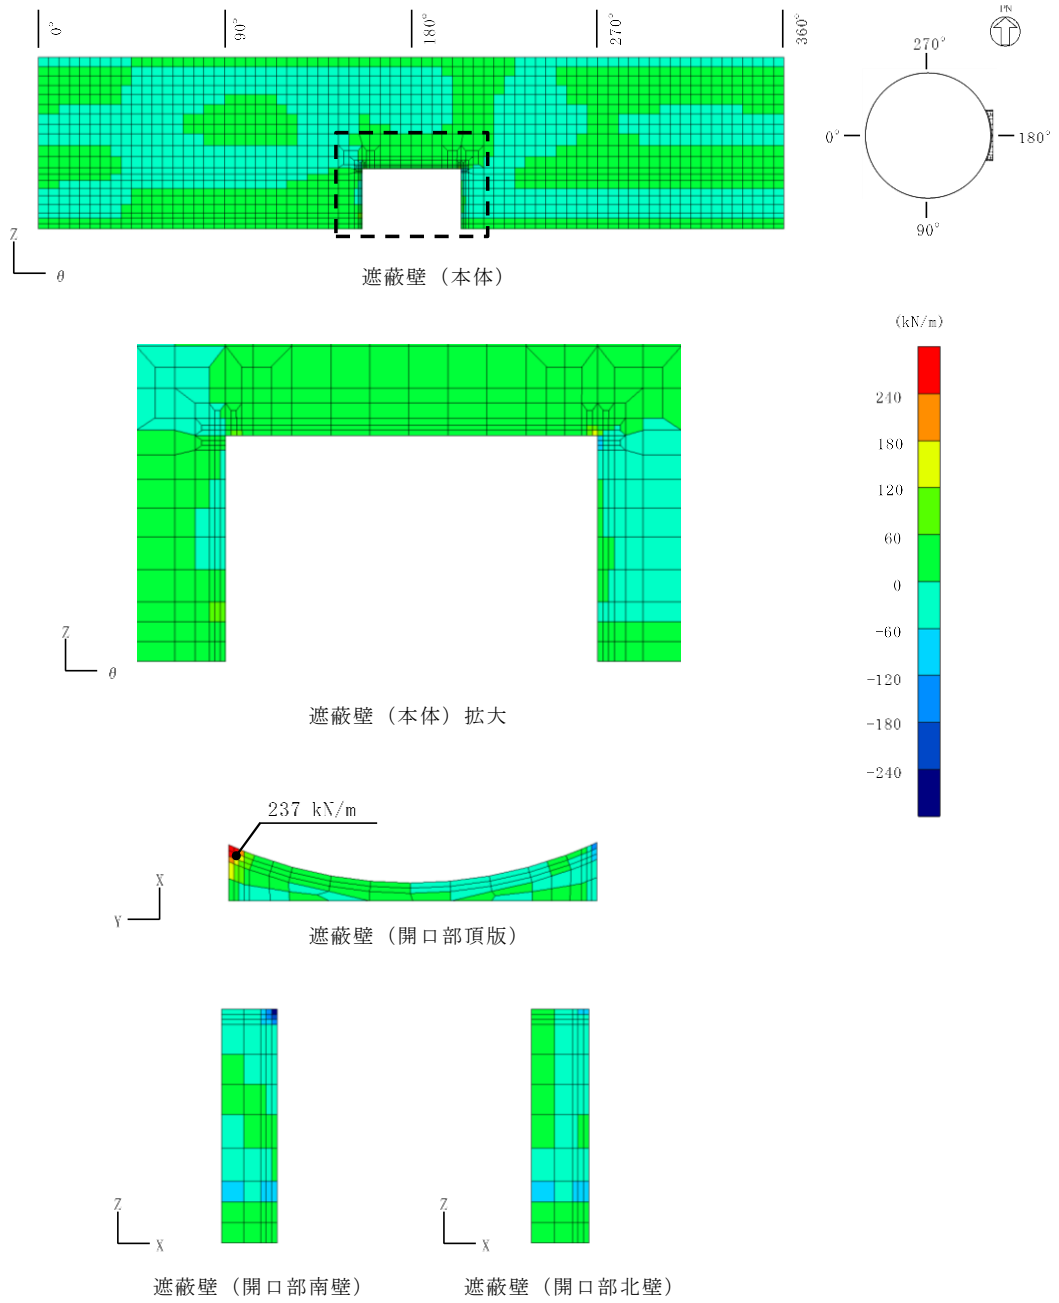 0°
90°
180°
270°
360°
PN
270°
0°
180°
90°
Z
θ
遮蔽壁（本体）
(kN/m)
240
180
120
60
0
-60
-120
-180
-240
Z
θ
遮蔽壁（本体）拡大
237 kN/m
X
Y
遮蔽壁（開口部頂版）
Z
X
Z
X
遮蔽壁（開口部南壁）
遮蔽壁（開口部北壁）